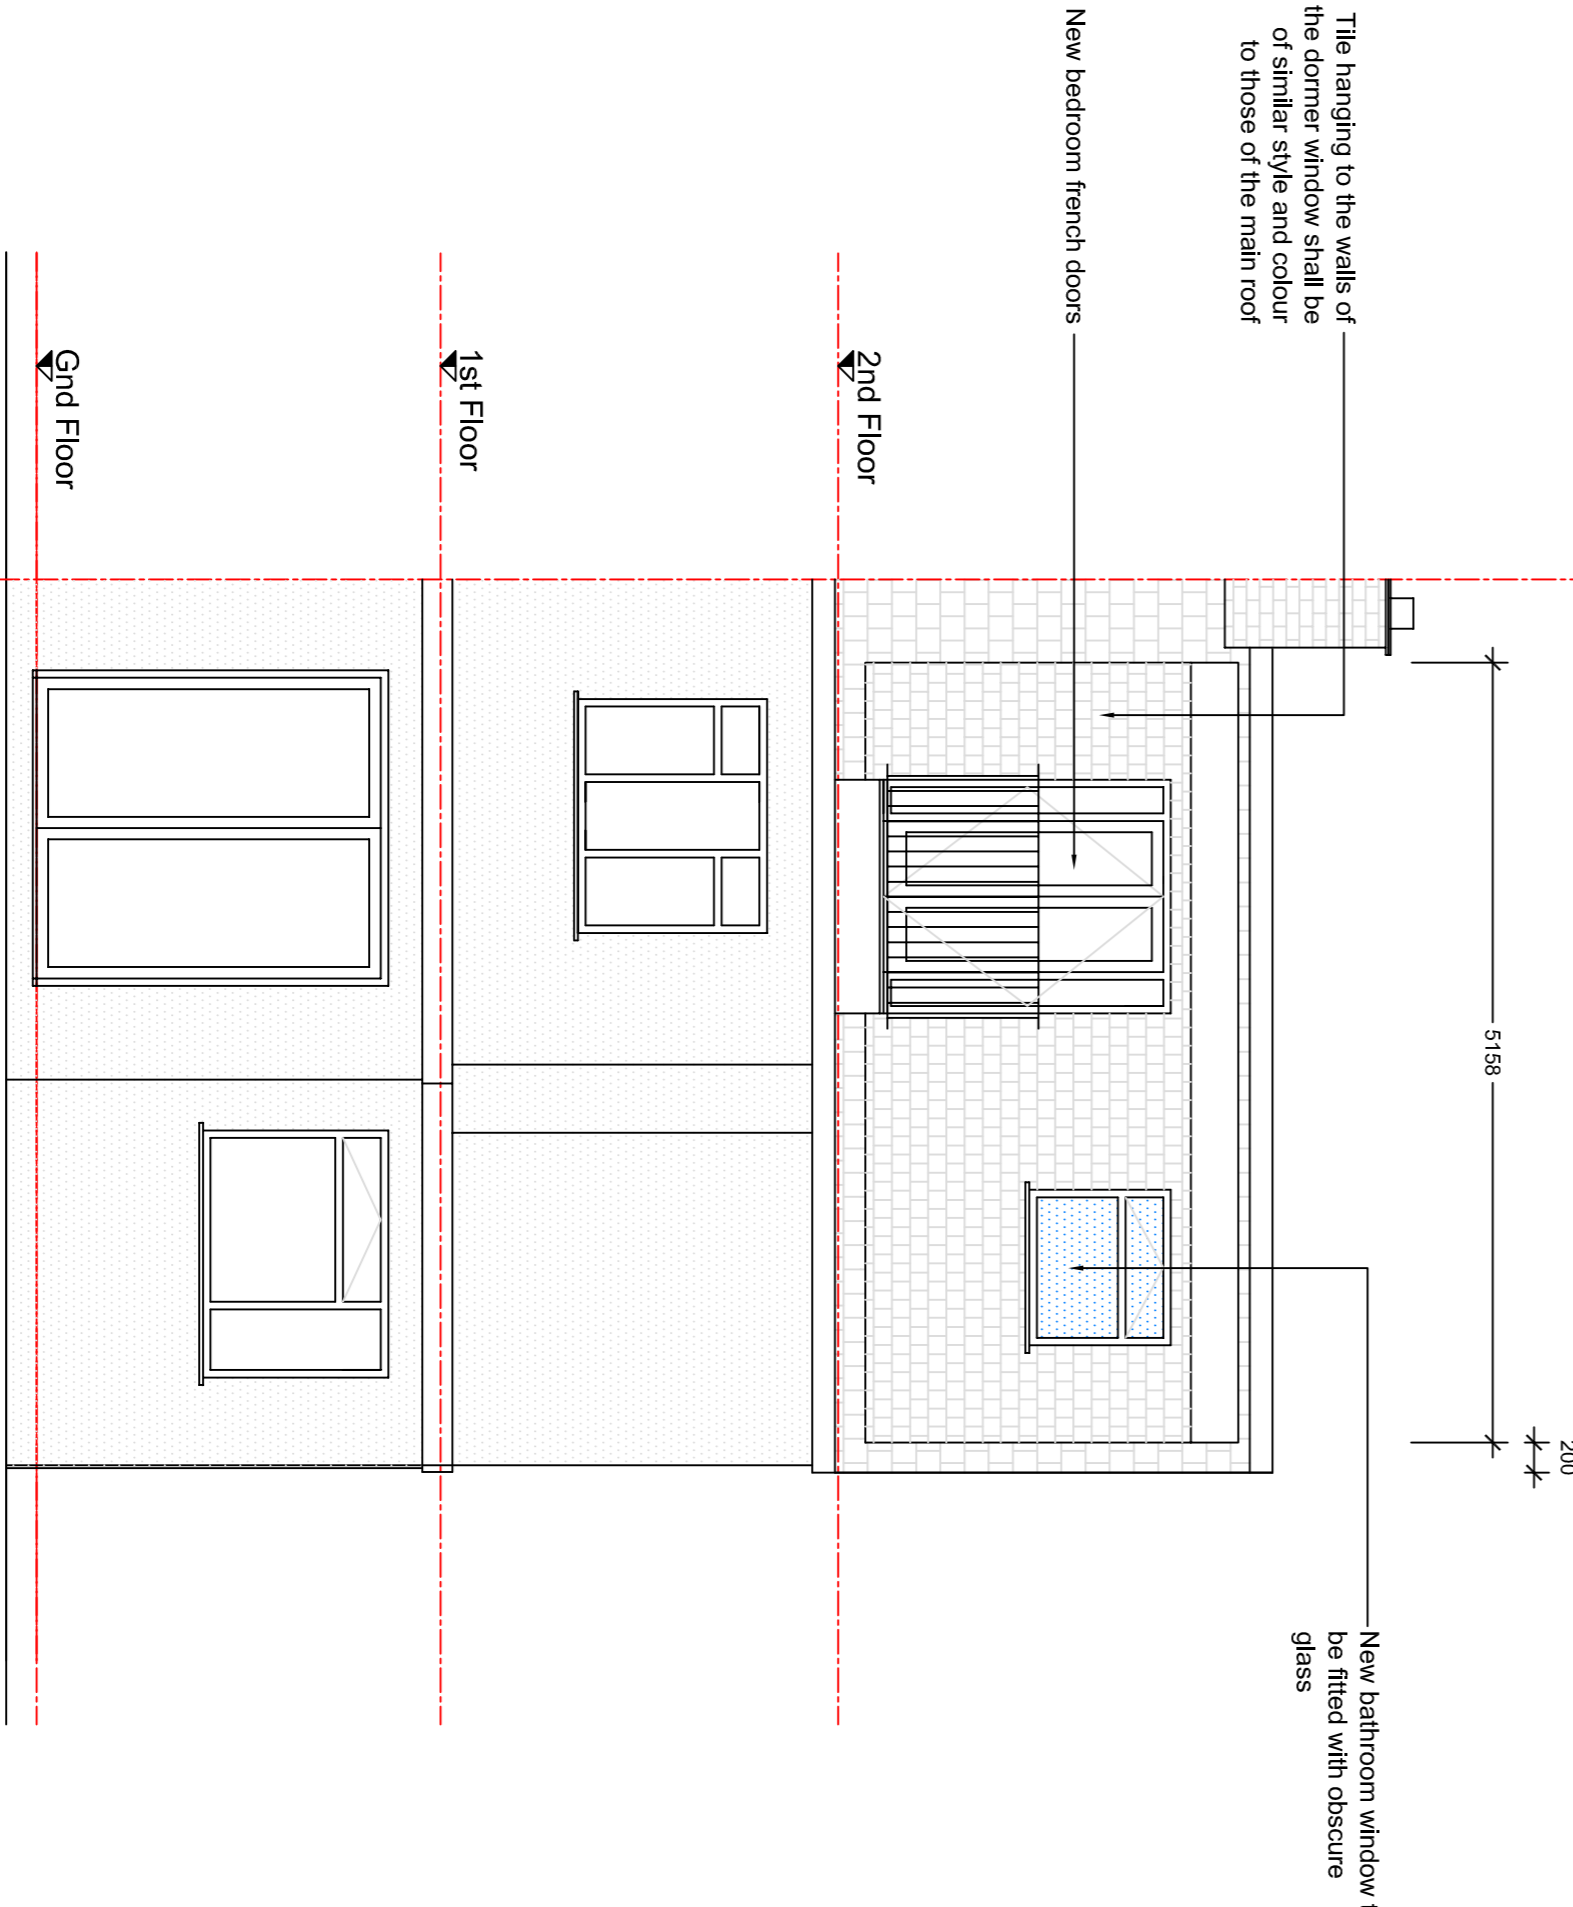 200
5158
Tile hanging to the walls of
the dormer window shall be
of similar style and colour
to those of the main roof
New bedroom french doors
New bathroom window
be fitted with obscure
glass
2nd Floor
1st Floor
Gnd Floor